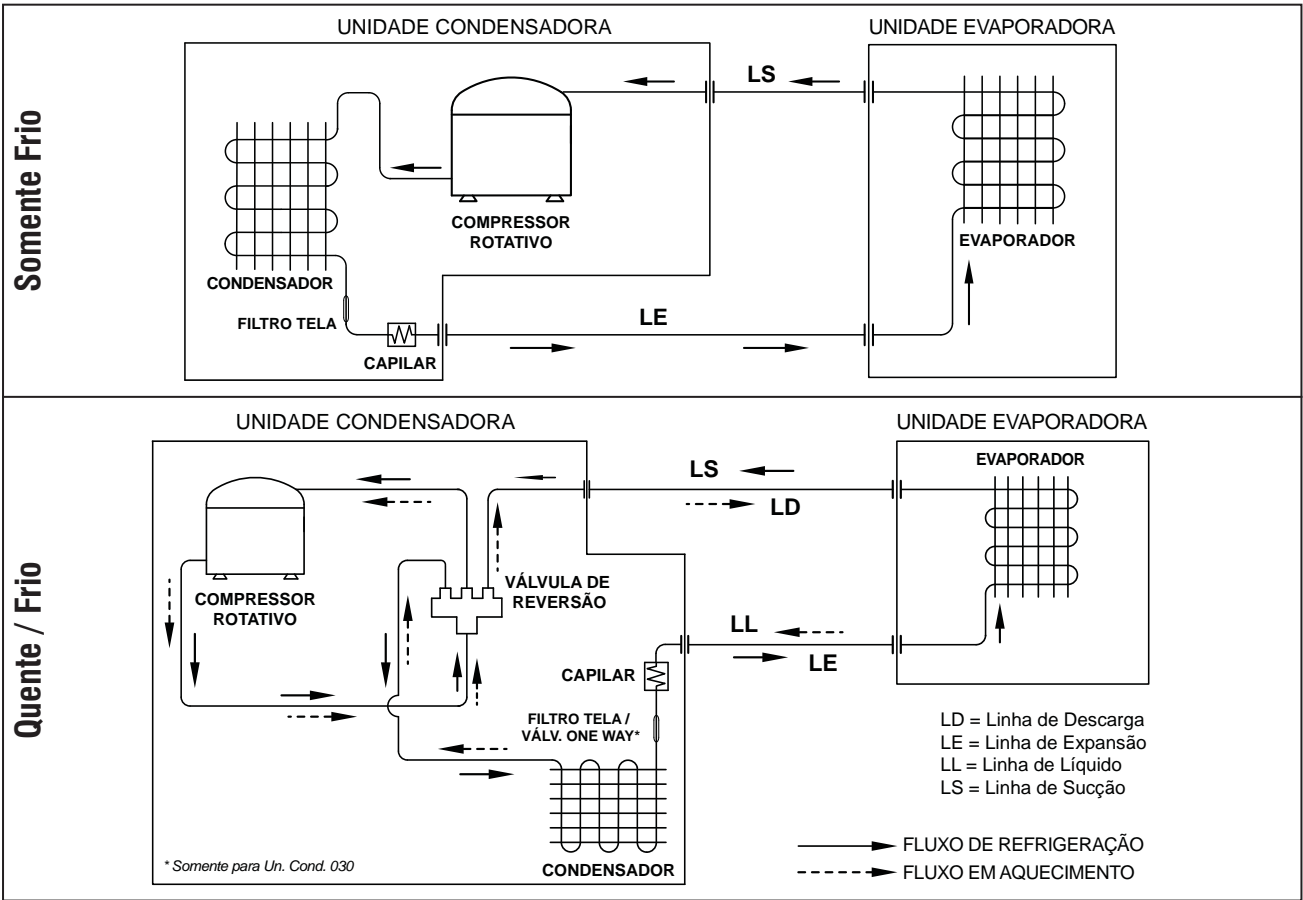 Somente Frio
UNIDADE CONDENSADORA
UNIDADE EVAPORADORA
LS
COMPRESSOR
ROTATIVO
EVAPORADOR
CONDENSADOR
FILTRO TELA
LE
CAPILAR
Quente / Frio
UNIDADE CONDENSADORA
UNIDADE EVAPORADORA
EVAPORADOR
LS
LD
VÁLVULA DE
REVERSÃO
COMPRESSOR
ROTATIVO
LL
LE
CAPILAR
FILTRO TELA /
VÁLV. ONE WAY*
LD = Linha de Descarga
LE = Linha de Expansão
LL = Linha de Líquido
LS = Linha de Sucção
FLUXO DE REFRIGERAÇÃO
FLUXO EM AQUECIMENTO
* Somente para Un. Cond. 030
CONDENSADOR